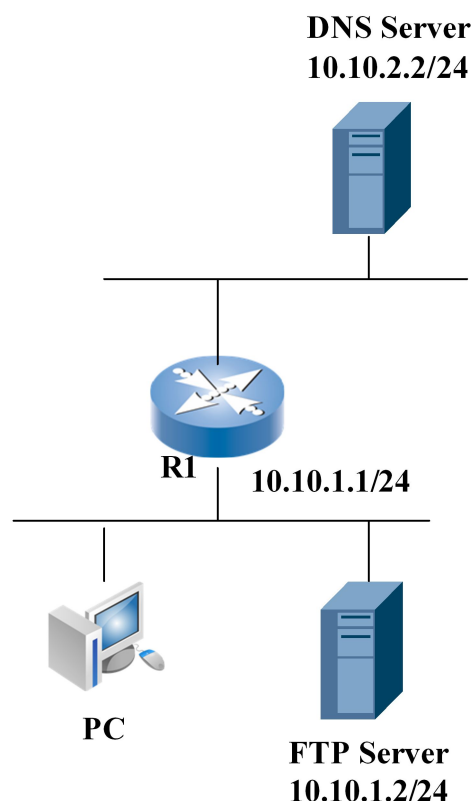 DNS Server
10.10.2.2/24
R1
10.10.1.1/24
PC
FTP Server
10.10.1.2/24